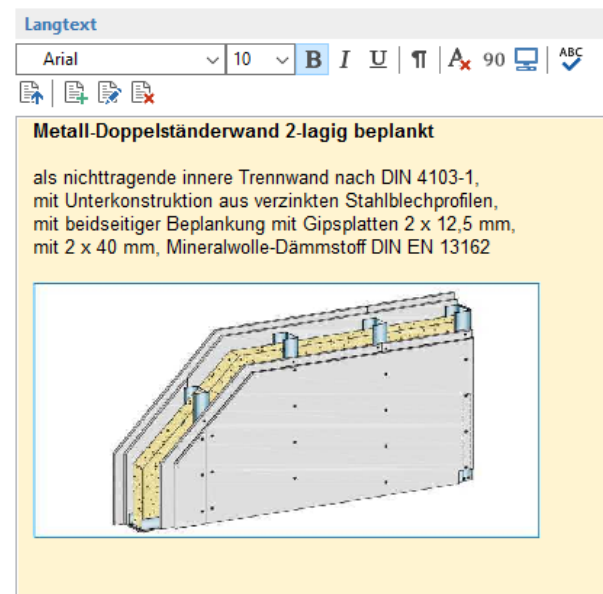 Langtext
Arial 10 B I U ¶ A 90 ABC
Metall-Doppelständerwand 2-lagig beplankt
als nichttragende innere Trennwand nach DIN 4103-1,
mit Unterkonstruktion aus verzinkten Stahlblechprofilen,
mit beidseitiger Beplankung mit Gipsplatten 2 x 12,5 mm,
mit 2 x 40 mm, Mineralwolle-Dämmstoff DIN EN 13162